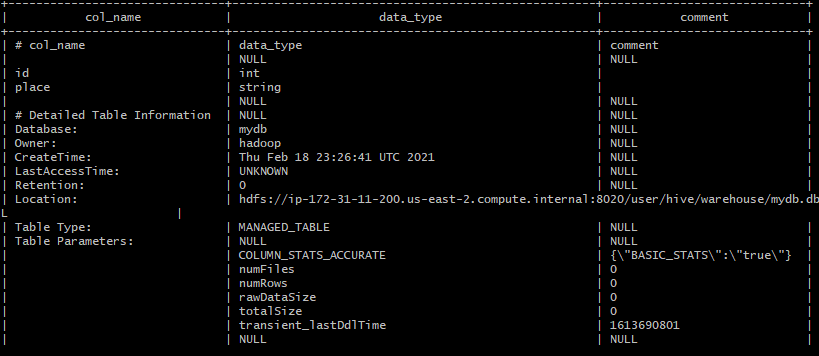 +-------------------------------+----------------------------------------------------+-----------------------------+
|           col_name            |                     data_type                      |           comment           |
+-------------------------------+----------------------------------------------------+-----------------------------+
| # col_name                    | data_type                                          | comment                     |
|                               | NULL                                               | NULL                        |
| id                            | int                                                |                             |
| place                         | string                                             |                             |
|                               | NULL                                               | NULL                        |
| # Detailed Table Information  | NULL                                               | NULL                        |
| Database:                     | mydb                                               | NULL                        |
| Owner:                        | hadoop                                             | NULL                        |
| CreateTime:                   | Thu Feb 18 23:26:41 UTC 2021                       | NULL                        |
| LastAccessTime:               | UNKNOWN                                            | NULL                        |
| Retention:                    | 0                                                  | NULL                        |
| Location:                     | hdfs://ip-172-31-11-200.us-east-2.compute.internal:8020/user/hive/warehouse/mydb.db
L                        |
| Table Type:                   | MANAGED_TABLE                                      | NULL                        |
| Table Parameters:             | NULL                                               | NULL                        |
|                               | COLUMN_STATS_ACCURATE                              | {\"BASIC_STATS\":\"true\"}  |
|                               | numFiles                                           | 0                           |
|                               | numRows                                            | 0                           |
|                               | rawDataSize                                        | 0                           |
|                               | totalSize                                          | 0                           |
|                               | transient_lastDdlTime                              | 1613690801                  |
|                               | NULL                                               | NULL                        |